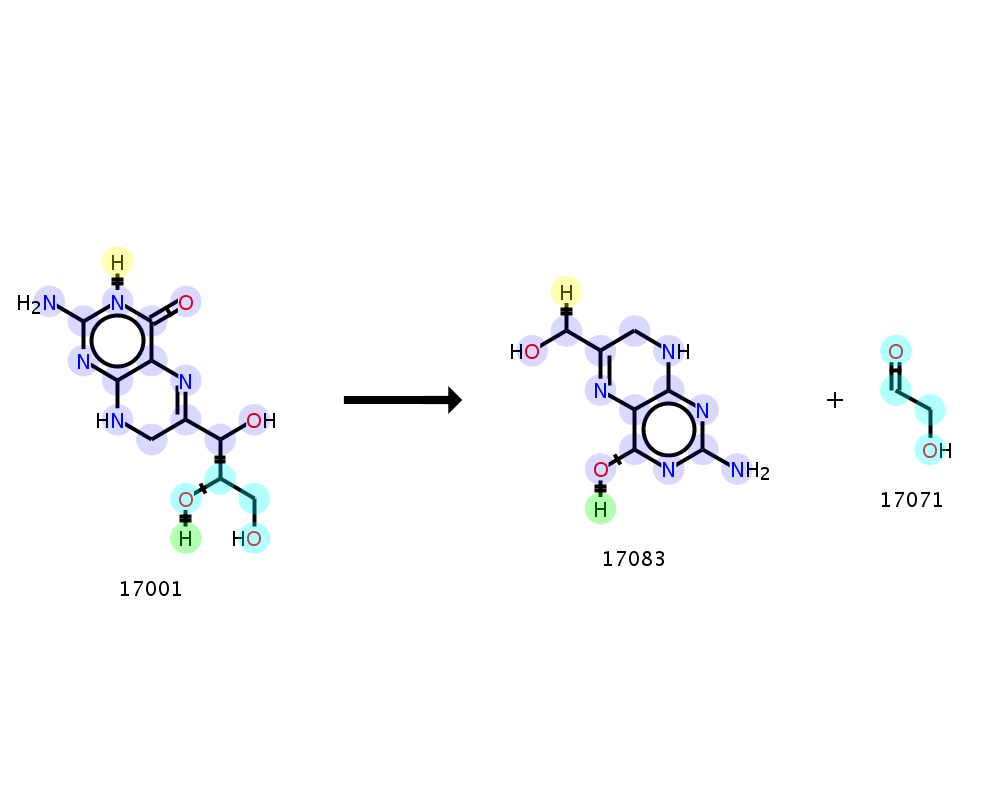 H
H2N N O
N N
HN OH
O
H HO
17001
H
HO NH
N N
O N NH2
H
17083
+
O
OH
17071